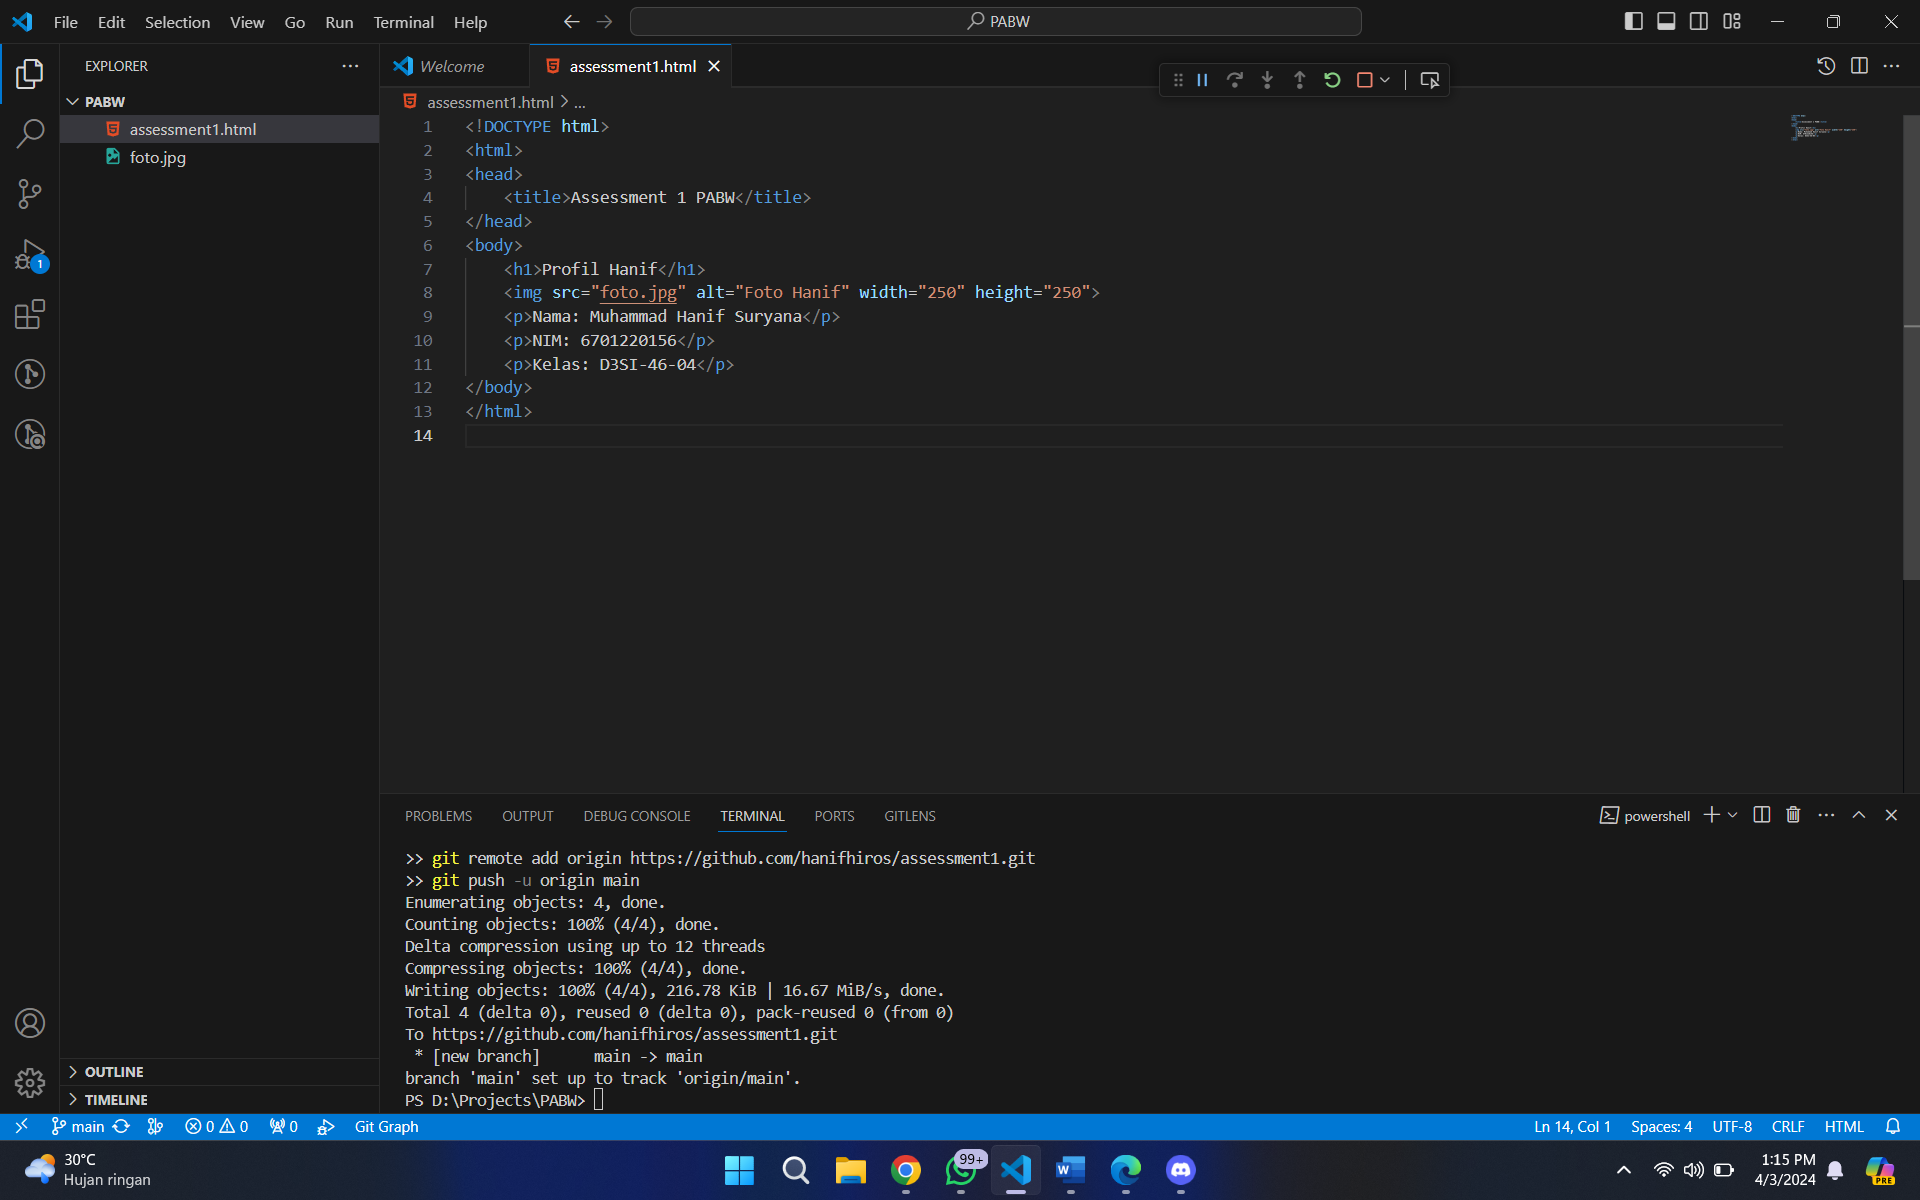 File Edit Selection View Go Run Terminal Help
PABW
EXPLORER
PABW
assessment1.html
foto.jpg
1
Welcome
assessment1.html
assessment1.html > ...
1 <!DOCTYPE html>
2 <html>
3 <head>
4 <title>Assessment 1 PABW</title>
5 </head>
6 <body>
7 <h1>Profil Hanif</h1>
8 <img src="foto.jpg" alt="Foto Hanif" width="250" height="250">
9 <p>Nama: Muhammad Hanif Suryana</p>
10 <p>NIM: 6701220156</p>
11 <p>Kelas: D3SI-46-04</p>
12 </body>
13 </html>
14
PROBLEMS OUTPUT DEBUG CONSOLE TERMINAL PORTS GITLENS
powershell
>> git remote add origin https://github.com/hanifhiros/assessment1.git
>> git push -u origin main
Enumerating objects: 4, done.
Counting objects: 100% (4/4), done.
Delta compression using up to 12 threads
Compressing objects: 100% (4/4), done.
Writing objects: 100% (4/4), 216.78 KiB | 16.67 MiB/s, done.
Total 4 (delta 0), reused 0 (delta 0), pack-reused 0 (from 0)
To https://github.com/hanifhiros/assessment1.git
* [new branch] main -> main
branch 'main' set up to track 'origin/main'.
PS D:\Projects\PABW>
OUTLINE
TIMELINE
main 0 0 0 Git Graph
Ln 14, Col 1 Spaces: 4 UTF-8 CRLF HTML
30°C
Hujan ringan
99+
W
1:15 PM
4/3/2024
PRE